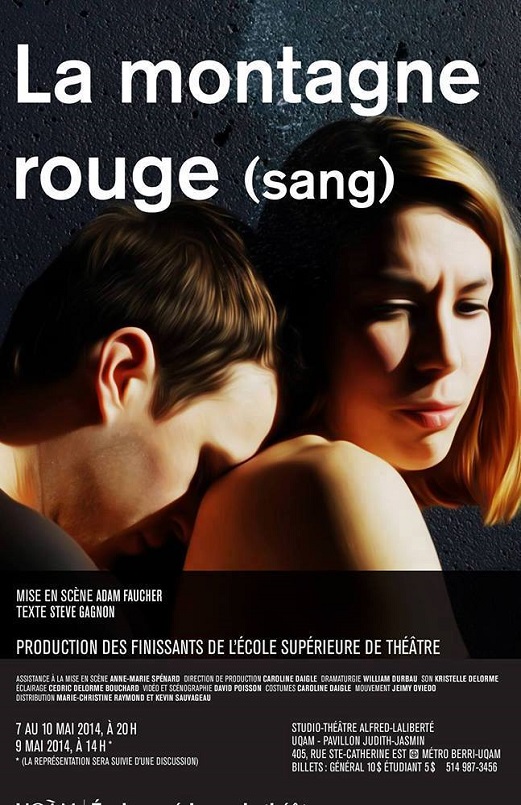 La montagne
rouge (sang)
MISE EN SCÈNE ADAM FAUCHER
TEXTE STEVE GAGNON
PRODUCTION DES FINISSANTS DE L'ÉCOLE SUPÉRIEURE DE THÉÂTRE
ASSISTANCE À LA MISE EN SCÈNE ANNE-MARIE SPÉNARD DIRECTION DE PRODUCTION CAROLINE DAIGLE DRAMATURGIE WILLIAM DURBAU SON KRISTELLE DELORME
ÉCLAIRAGE CEDRIC DELORME BOUCHARD VIDÉO ET SCÉNOGRAPHIE DAVID POISSON COSTUMES CAROLINE DAIGLE MOUVEMENT JEIMY OVIEDO
DISTRIBUTION MARIE-CHRISTINE RAYMOND ET KEVIN SAUVAGEAU
7 AU 10 MAI 2014, À 20 H
9 MAI 2014, À 14 H *
* (LA REPRÉSENTATION SERA SUIVIE D'UNE DISCUSSION)
STUDIO-THÉÂTRE ALFRED-LALIBERTÉ
UQAM - PAVILLON JUDITH-JASMIN
405, RUE STE-CATHERINE EST MÉTRO BERRI-UQAM
BILLETS : GÉNÉRAL 10 $ ÉTUDIANT 5 $ 514 987-3456